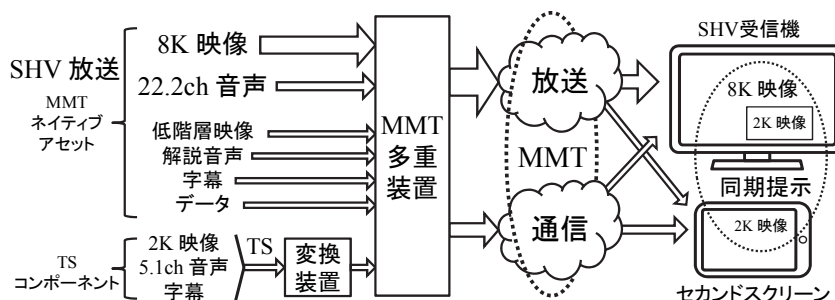 SHV 放送
MMT
ネイティブ
アセット
8K 映像
22.2ch 音声
低階層映像
解説音声
字幕
データ
TS
コンポーネント
2K 映像
5.1ch 音声
字幕
TS
変換
装置
MMT
多重
装置
放送
MMT
通信
SHV受信機
8K 映像
2K 映像
同期提示
2K 映像
セカンドスクリーン